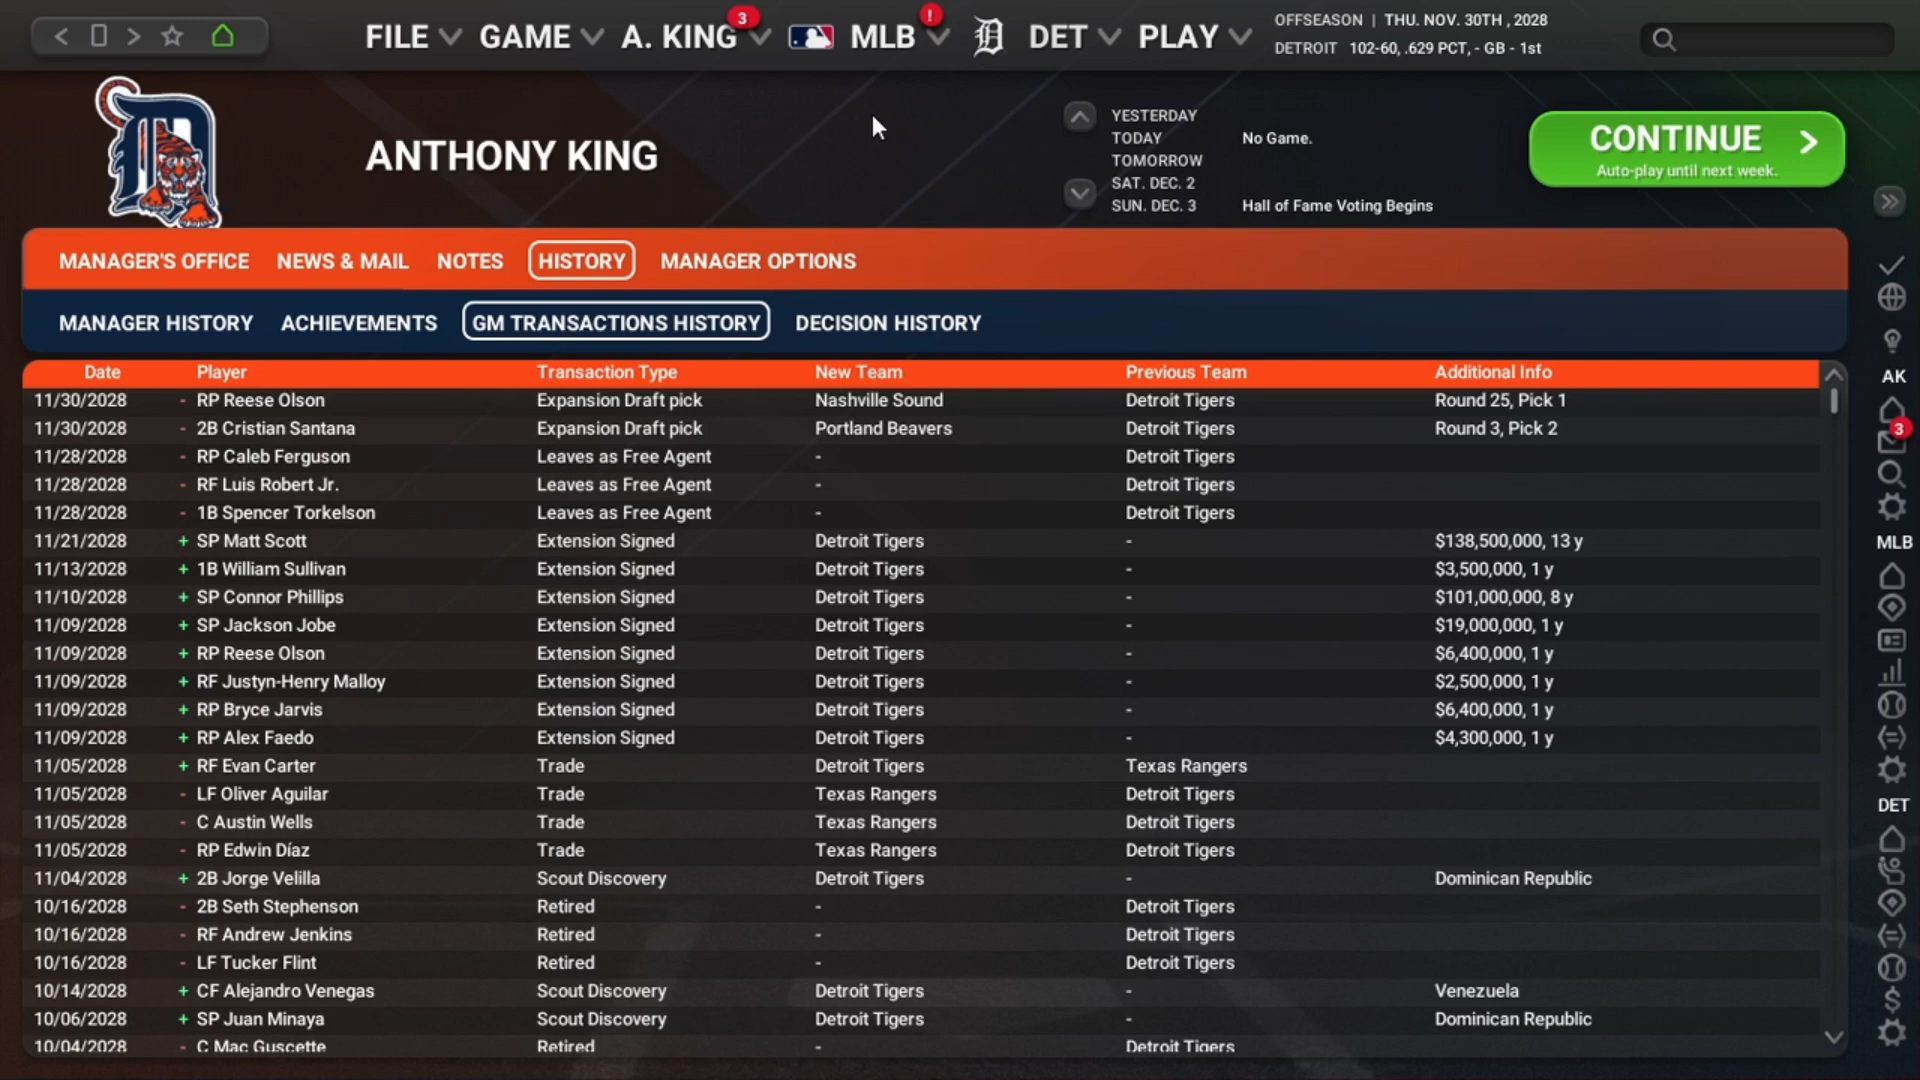 FILE GAME A. KING 3 MLB ! DET PLAY
OFFSEASON | THU. NOV. 30TH , 2028
DETROIT 102-60, .629 PCT, - GB - 1st
ANTHONY KING
YESTERDAY
TODAY No Game.
TOMORROW
SAT. DEC. 2
SUN. DEC. 3 Hall of Fame Voting Begins
CONTINUE
Auto-play until next week.
MANAGER'S OFFICE NEWS & MAIL NOTES HISTORY MANAGER OPTIONS
MANAGER HISTORY ACHIEVEMENTS GM TRANSACTIONS HISTORY DECISION HISTORY
Date Player Transaction Type New Team Previous Team Additional Info
11/30/2028 - RP Reese Olson Expansion Draft pick Nashville Sound Detroit Tigers Round 25, Pick 1
11/30/2028 - 2B Cristian Santana Expansion Draft pick Portland Beavers Detroit Tigers Round 3, Pick 2
11/28/2028 - RP Caleb Ferguson Leaves as Free Agent - Detroit Tigers
11/28/2028 - RF Luis Robert Jr. Leaves as Free Agent - Detroit Tigers
11/28/2028 - 1B Spencer Torkelson Leaves as Free Agent - Detroit Tigers
11/21/2028 + SP Matt Scott Extension Signed Detroit Tigers - $138,500,000, 13 y
11/13/2028 + 1B William Sullivan Extension Signed Detroit Tigers - $3,500,000, 1 y
11/10/2028 + SP Connor Phillips Extension Signed Detroit Tigers - $101,000,000, 8 y
11/09/2028 + SP Jackson Jobe Extension Signed Detroit Tigers - $19,000,000, 1 y
11/09/2028 + RP Reese Olson Extension Signed Detroit Tigers - $6,400,000, 1 y
11/09/2028 + RF Justyn-Henry Malloy Extension Signed Detroit Tigers - $2,500,000, 1 y
11/09/2028 + RP Bryce Jarvis Extension Signed Detroit Tigers - $6,400,000, 1 y
11/09/2028 + RP Alex Faedo Extension Signed Detroit Tigers - $4,300,000, 1 y
11/05/2028 + RF Evan Carter Trade Detroit Tigers Texas Rangers
11/05/2028 - LF Oliver Aguilar Trade Texas Rangers Detroit Tigers
11/05/2028 - C Austin Wells Trade Texas Rangers Detroit Tigers
11/05/2028 - RP Edwin Díaz Trade Texas Rangers Detroit Tigers
11/04/2028 + 2B Jorge Velilla Scout Discovery Detroit Tigers - Dominican Republic
10/16/2028 - 2B Seth Stephenson Retired - Detroit Tigers
10/16/2028 - RF Andrew Jenkins Retired - Detroit Tigers
10/16/2028 - LF Tucker Flint Retired - Detroit Tigers
10/14/2028 + CF Alejandro Venegas Scout Discovery Detroit Tigers - Venezuela
10/06/2028 + SP Juan Minaya Scout Discovery Detroit Tigers - Dominican Republic
10/04/2028 - C Mac Guscette Retired - Detroit Tigers
AK
3
MLB
DET